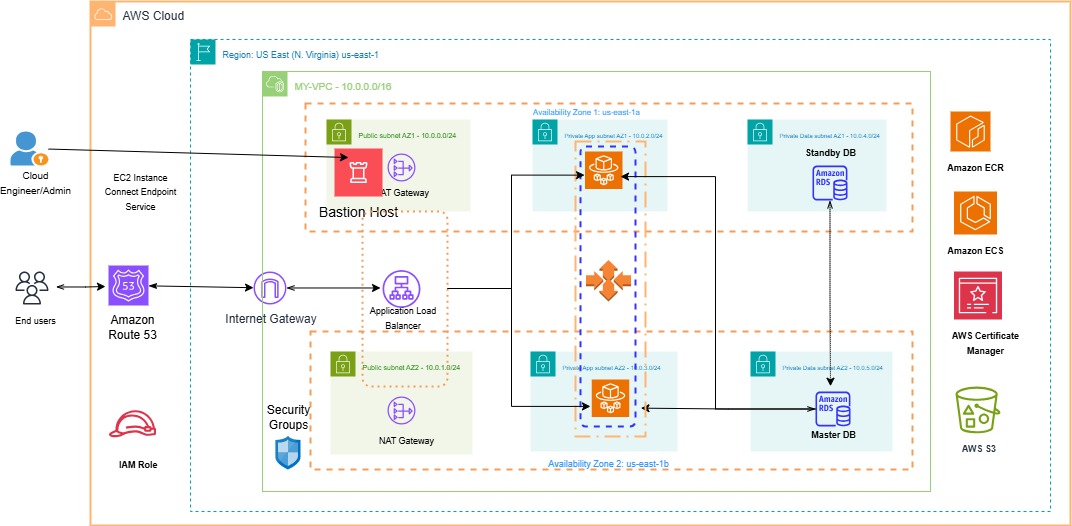 AWS Cloud
Region: US East (N. Virginia) us-east-1
MY-VPC - 10.0.0.0/16
Availability Zone 1: us-east-1a
Public subnet AZ1 - 10.0.0.0/24
Private App subnet AZ1 - 10.0.2.0/24
Private Data subnet AZ1 - 10.0.4.0/24
Standby DB
Amazon
RDS
AT Gateway
Bastion Host
Cloud
Engineer/Admin
EC2 Instance
Connect Endpoint
Service
Amazon ECR
Amazon ECS
53
End users
Amazon
Route 53
Internet Gateway
Application Load
Balancer
AWS Certificate
Manager
Public subnet AZ2 - 10.0.1.0/24
Private App subnet AZ2 - 10.0.3.0/24
Private Data subnet AZ2 - 10.0.5.0/24
Amazon
RDS
Master DB
Security
Groups
NAT Gateway
Availability Zone 2: us-east-1b
IAM Role
AWS S3